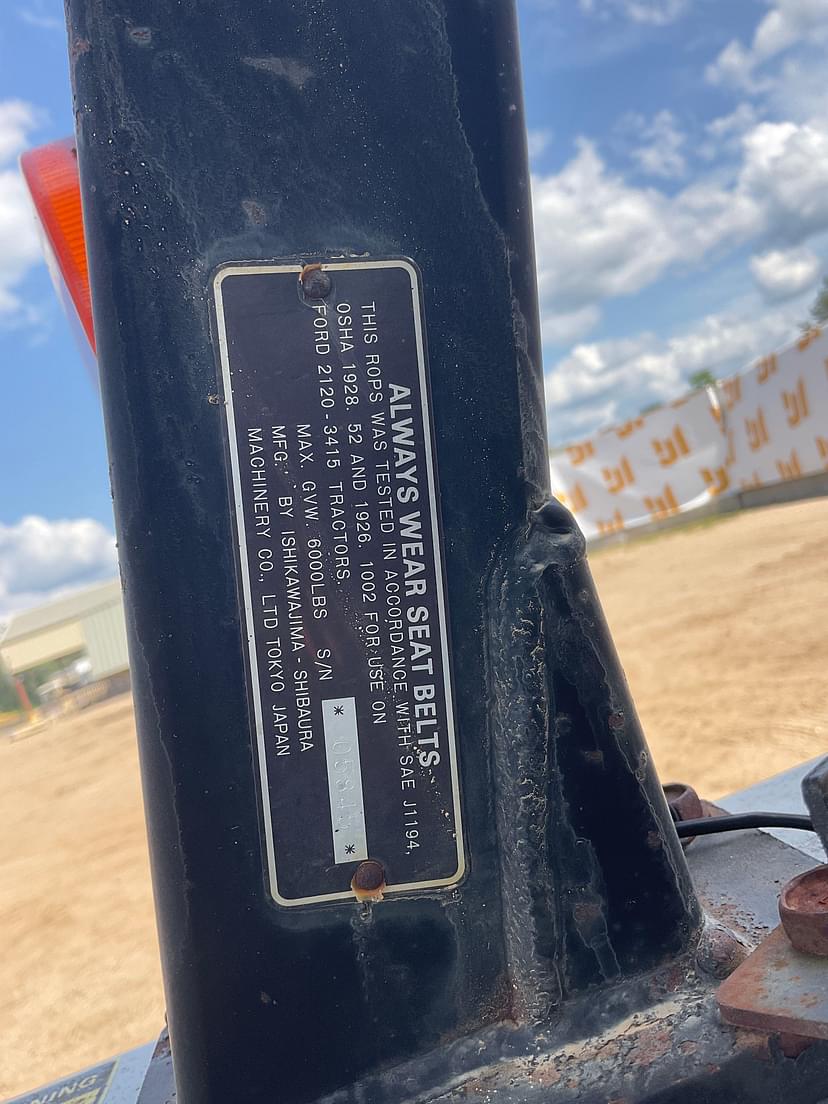 ALWAYS WEAR SEAT BELTS
THIS ROPS WAS TESTED IN ACCORDANCE WITH SAE J1194,
OSHA 1928. 52 AND 1926. 1002 FOR USE ON
FORD 2120-3415 TRACTORS.
MAX. GVW. 6000LBS S/N * *
MFG. BY ISHIKAWAJIMA-SHIBAURA
MACHINERY CO., LTD TOKYO JAPAN